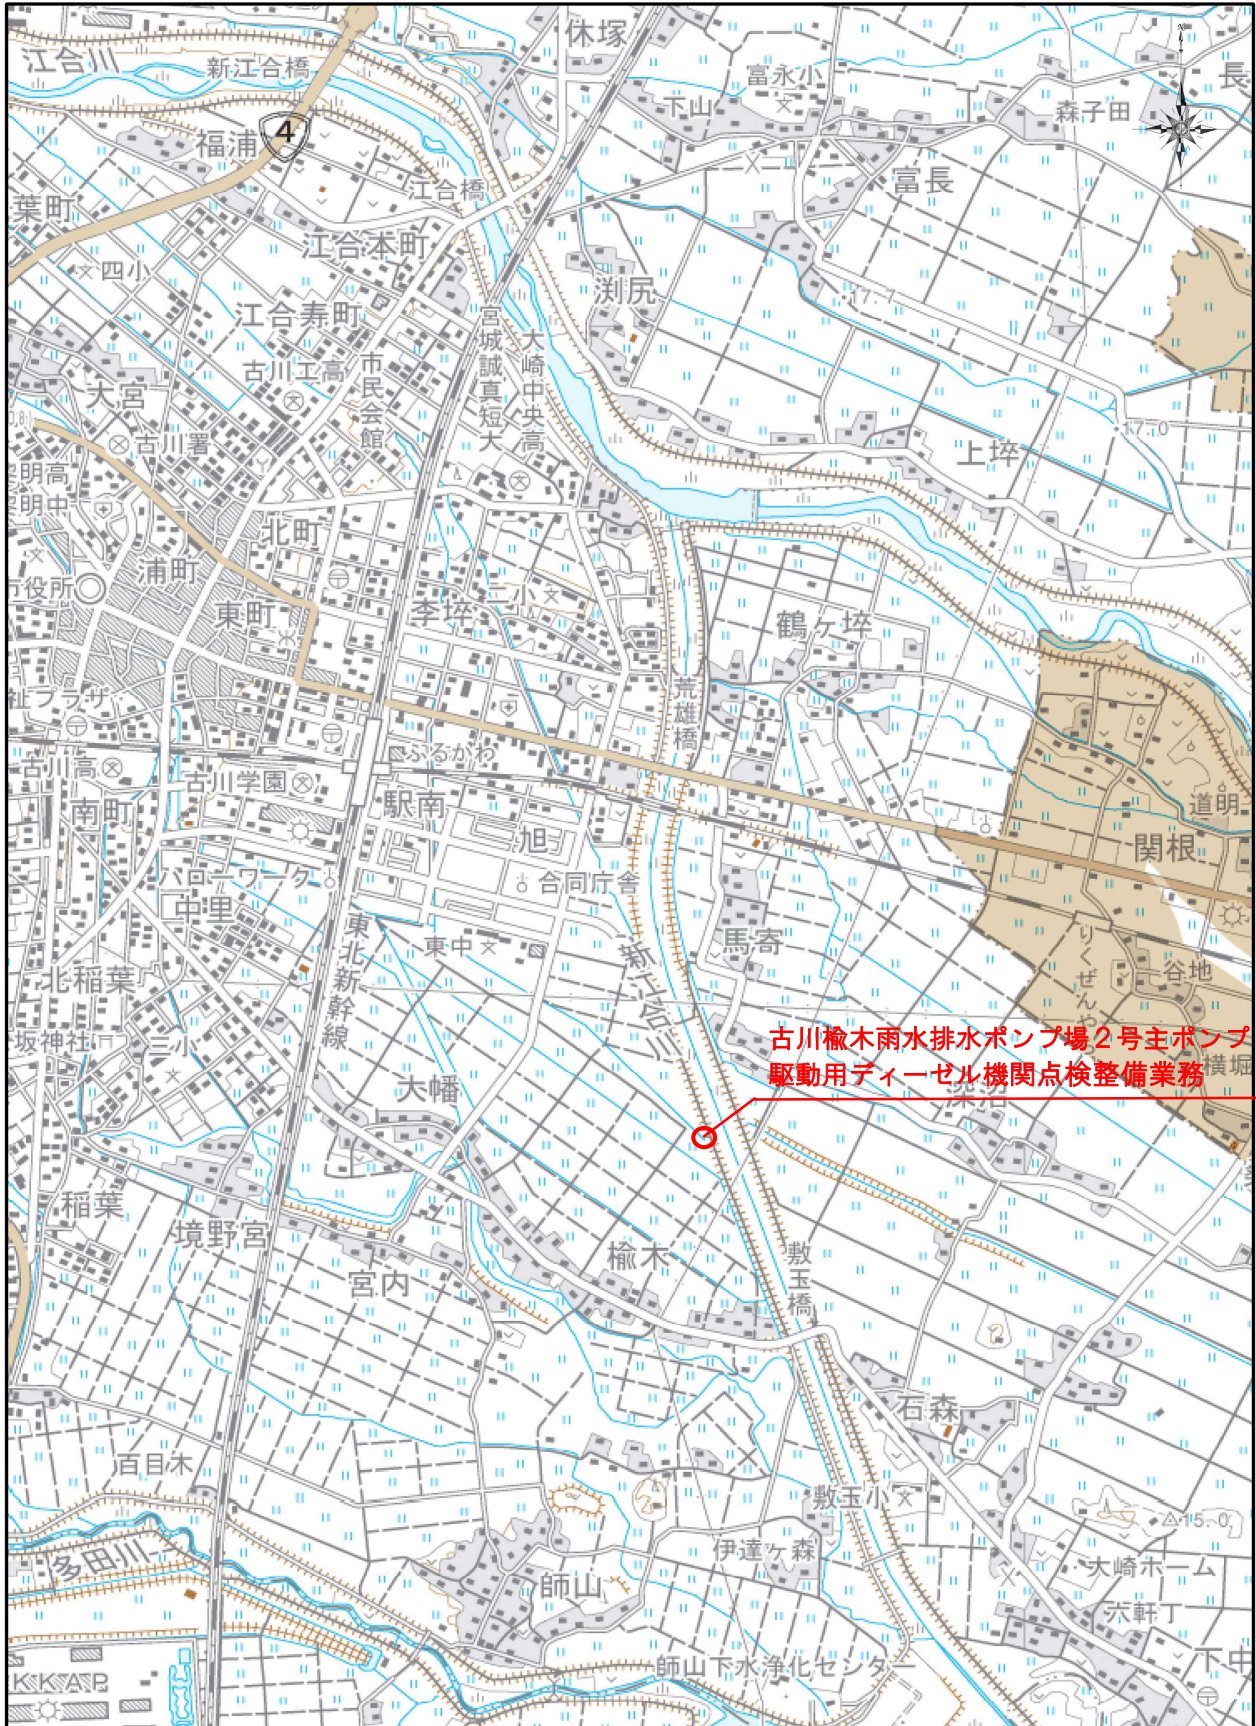 休塚
江合川
新江合橋
富永小
長
下山
森子田
4
福浦
江合橋
富長
葉町
江合本町
四小
渕尻
17.7
江合寿町
宮城誠真短大
大崎中央高
市民会館
古川工高
大宮
17.0
古川署
上埣
明高
明中
北町
浦町
市役所
東町
李埣
二小
鶴ヶ埣
祉プラザ
荒雄橋
ふるかわ
古川高
古川学園
南町
駅南
道明
旭
関根
ハローワーク
合同庁舎
中里
東北新幹線
東中
新江合川
馬寄
りくぜんや
谷地
北稲葉
坂神社
三小
古川楡木雨水排水ポンプ場2号主ポンプ
駆動用ディーゼル機関点検整備業務
横堀
大幡
深沼
稲葉
境野宮
楡木
敷玉橋
宮内
石森
百目木
敷玉小
15.0
多田川
伊達ヶ森
大崎ホーム
師山
六軒丁
師山下水浄化センター
下中
KKAP